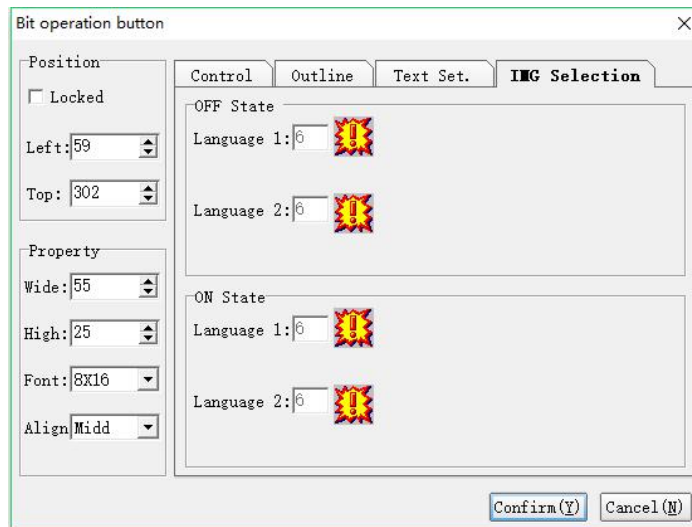 Bit operation button
Position
Locked
Left: 59
Top: 302
Property
Wide: 55
High: 25
Font: 8X16
Align Midd
Control Outline Text Set. IMG Selection
OFF State
Language 1: 6
Language 2: 6
ON State
Language 1: 6
Language 2: 6
Confirm(Y) Cancel(N)